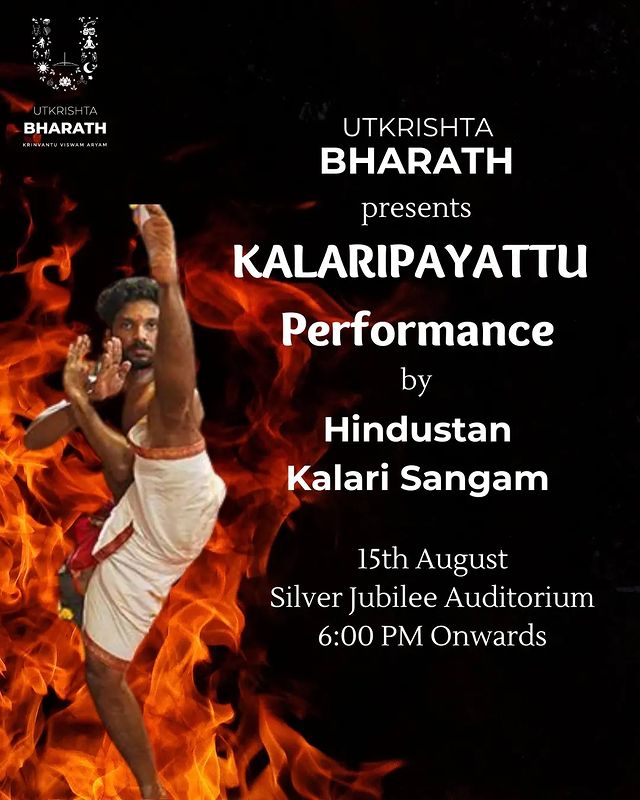 UTKRISHTA
BHARATH
KRINVANTU VISWAM ARYAM
UTKRISHTA
BHARATH
presents
KALARIPAYATTU
Performance
by
Hindustan
Kalari Sangam
15th August
Silver Jubilee Auditorium
6:00 PM Onwards